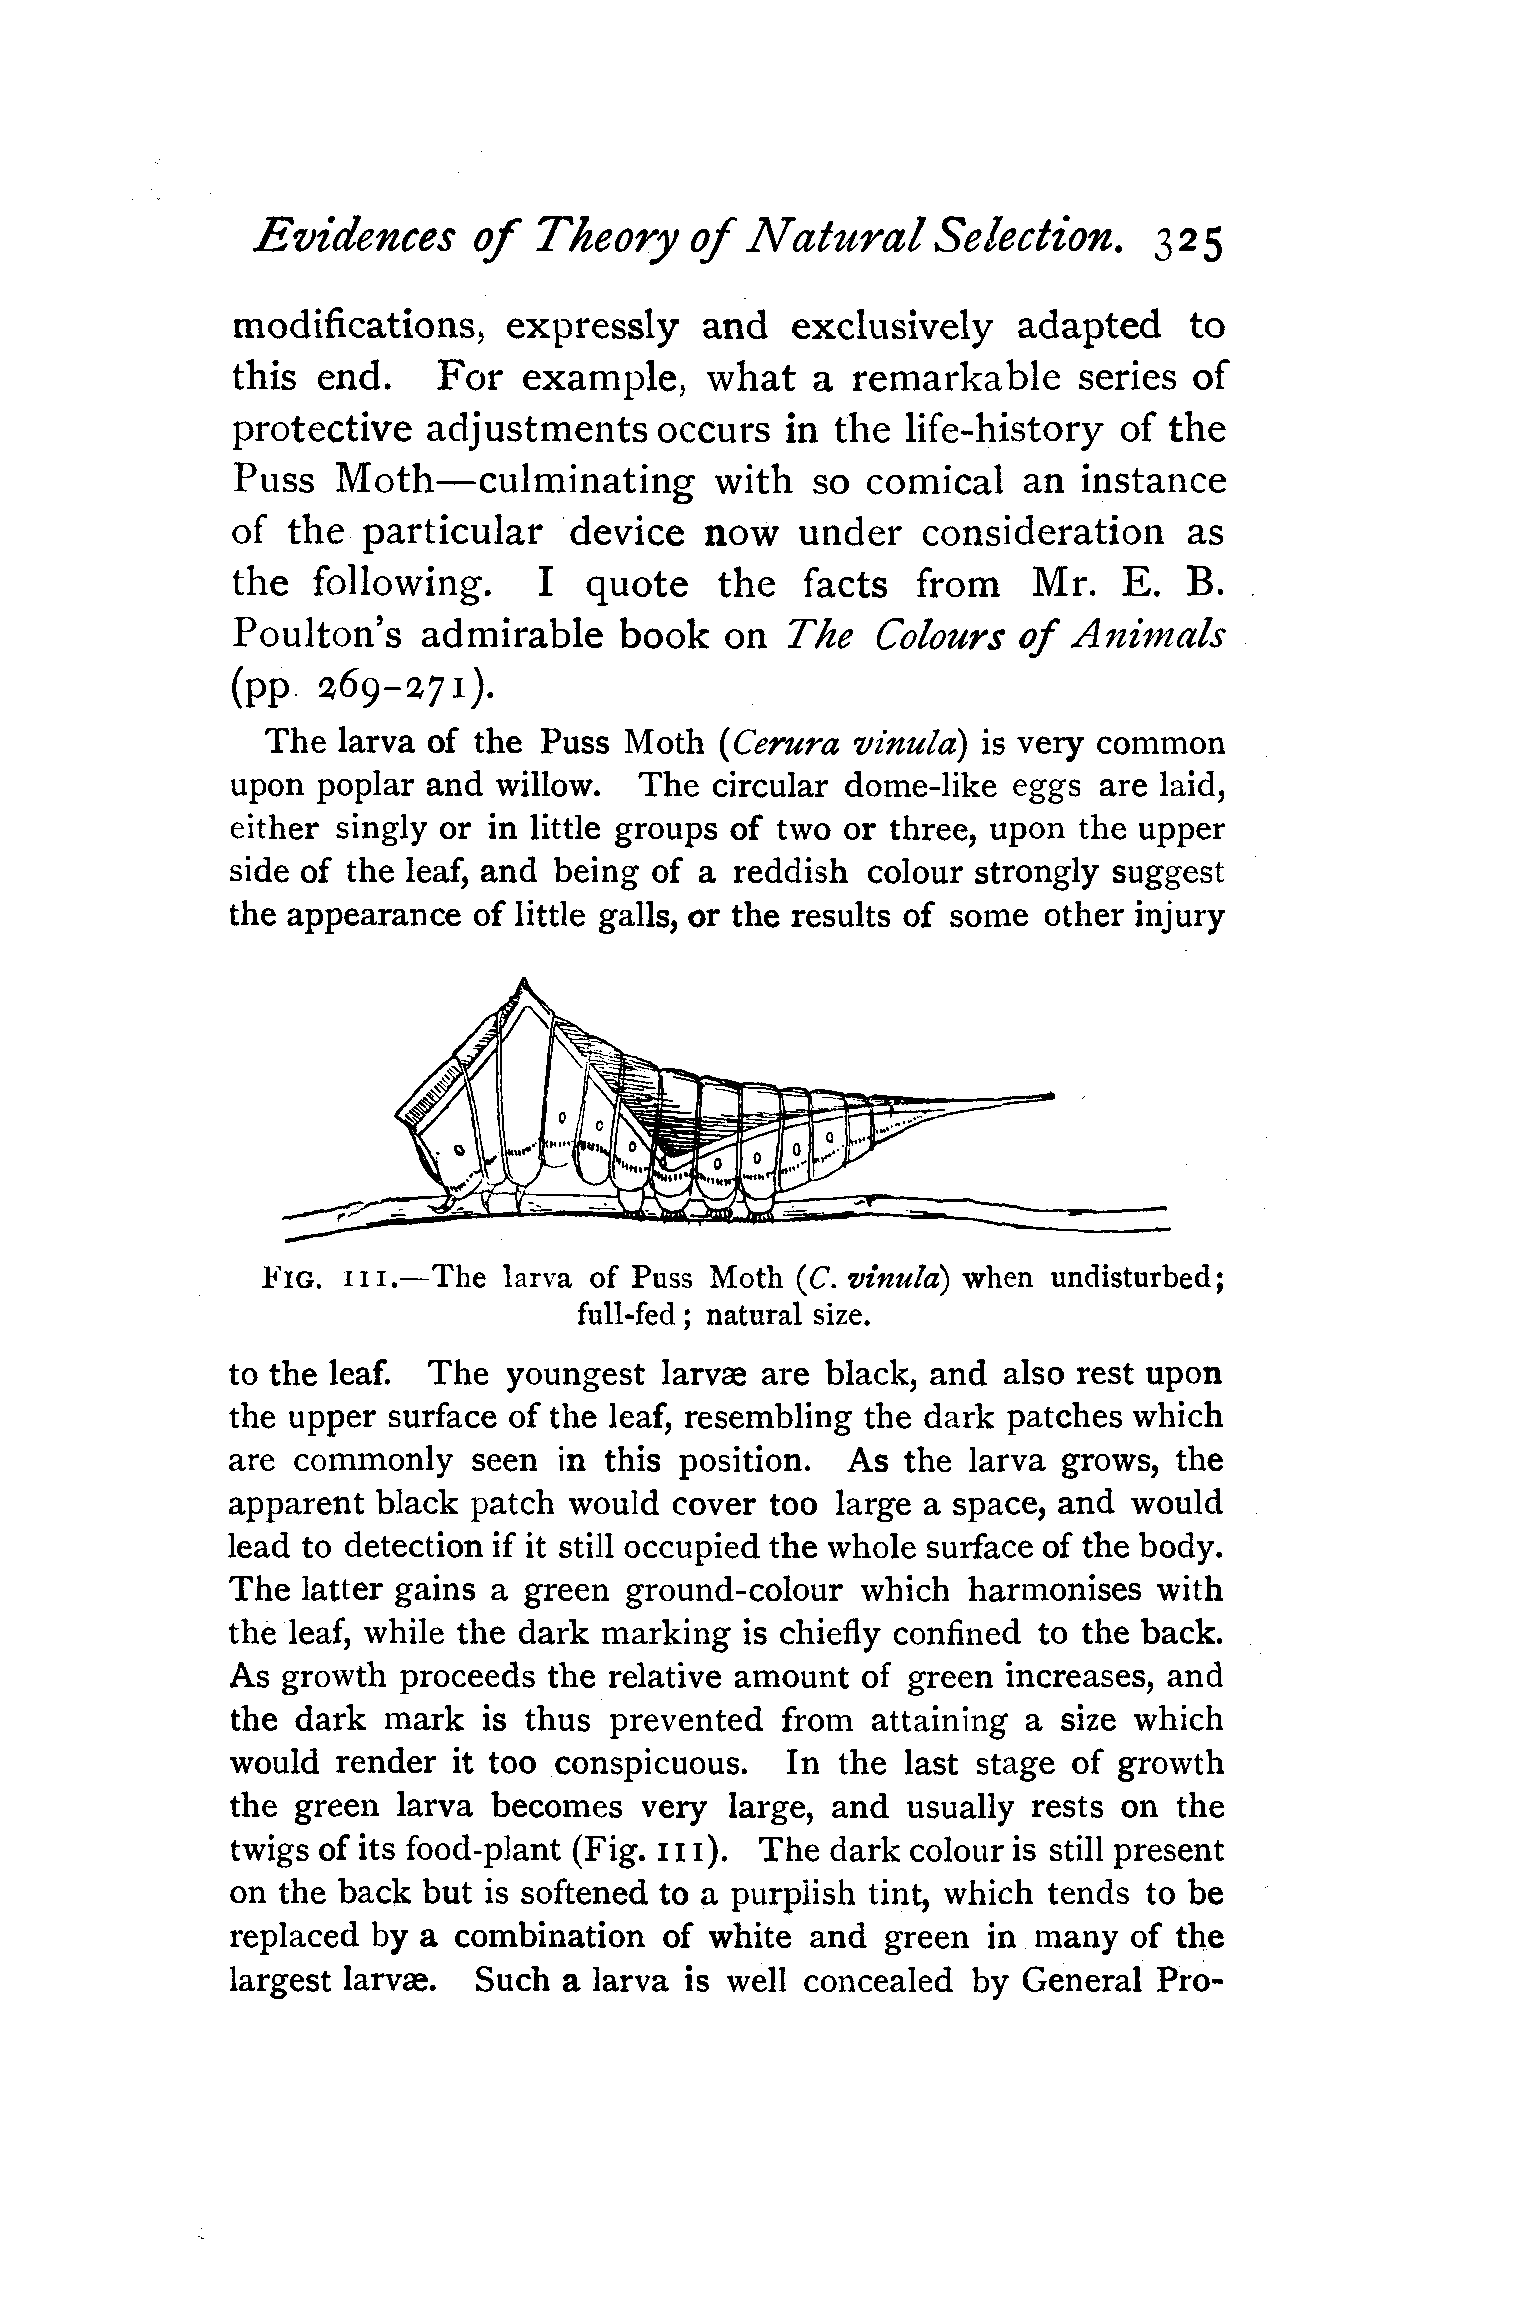 Evidences of Theory of Natural Selection. 325
modifications, expressly and exclusively adapted to
this end. For example, what a remarkable series of
protective adjustments occurs in the life-history of the
Puss Moth—culminating with so comical an instance
of the particular device now under consideration as
the following. I quote the facts from Mr. E. B.
Poulton's admirable book on The Colours of Animals
(pp. 269-271).
The larva of the Puss Moth (Cerura vinula) is very common
upon poplar and willow. The circular dome-like eggs are laid,
either singly or in little groups of two or three, upon the upper
side of the leaf, and being of a reddish colour strongly suggest
the appearance of little galls, or the results of some other injury
FIG. 111.—The larva of Puss Moth (C. vinula) when undisturbed;
full-fed; natural size.
to the leaf. The youngest larvæ are black, and also rest upon
the upper surface of the leaf, resembling the dark patches which
are commonly seen in this position. As the larva grows, the
apparent black patch would cover too large a space, and would
lead to detection if it still occupied the whole surface of the body.
The latter gains a green ground-colour which harmonises with
the leaf, while the dark marking is chiefly confined to the back.
As growth proceeds the relative amount of green increases, and
the dark mark is thus prevented from attaining a size which
would render it too conspicuous. In the last stage of growth
the green larva becomes very large, and usually rests on the
twigs of its food-plant (Fig. 111). The dark colour is still present
on the back but is softened to a purplish tint, which tends to be
replaced by a combination of white and green in many of the
largest larvæ. Such a larva is well concealed by General Pro-